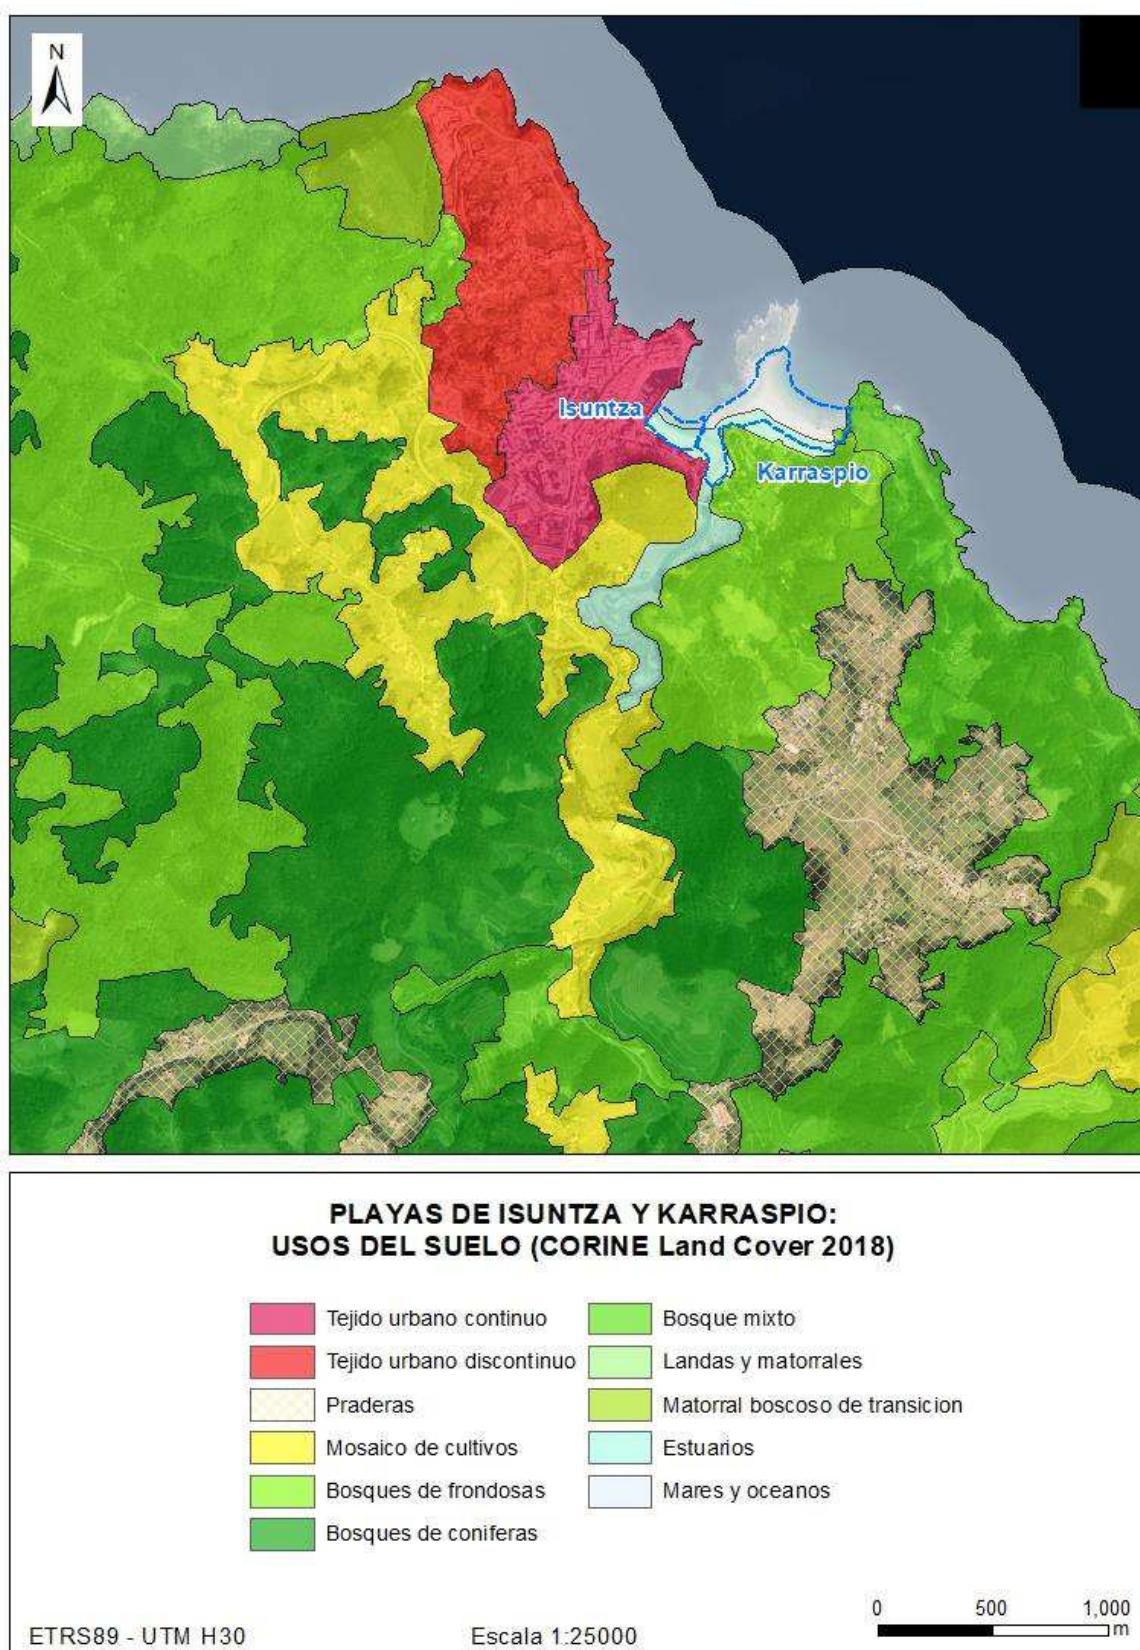 N
Isuntza
Karraspio
PLAYAS DE ISUNTZA Y KARRASPIO:
USOS DEL SUELO (CORINE Land Cover 2018)
Tejido urbano continuo
Tejido urbano discontinuo
Praderas
Mosaico de cultivos
Bosques de frondosas
Bosques de coniferas
Bosque mixto
Landas y matorrales
Matorral boscoso de transicion
Estuarios
Mares y oceanos
0 500 1,000
m
ETRS89 - UTM H30
Escala 1:25000